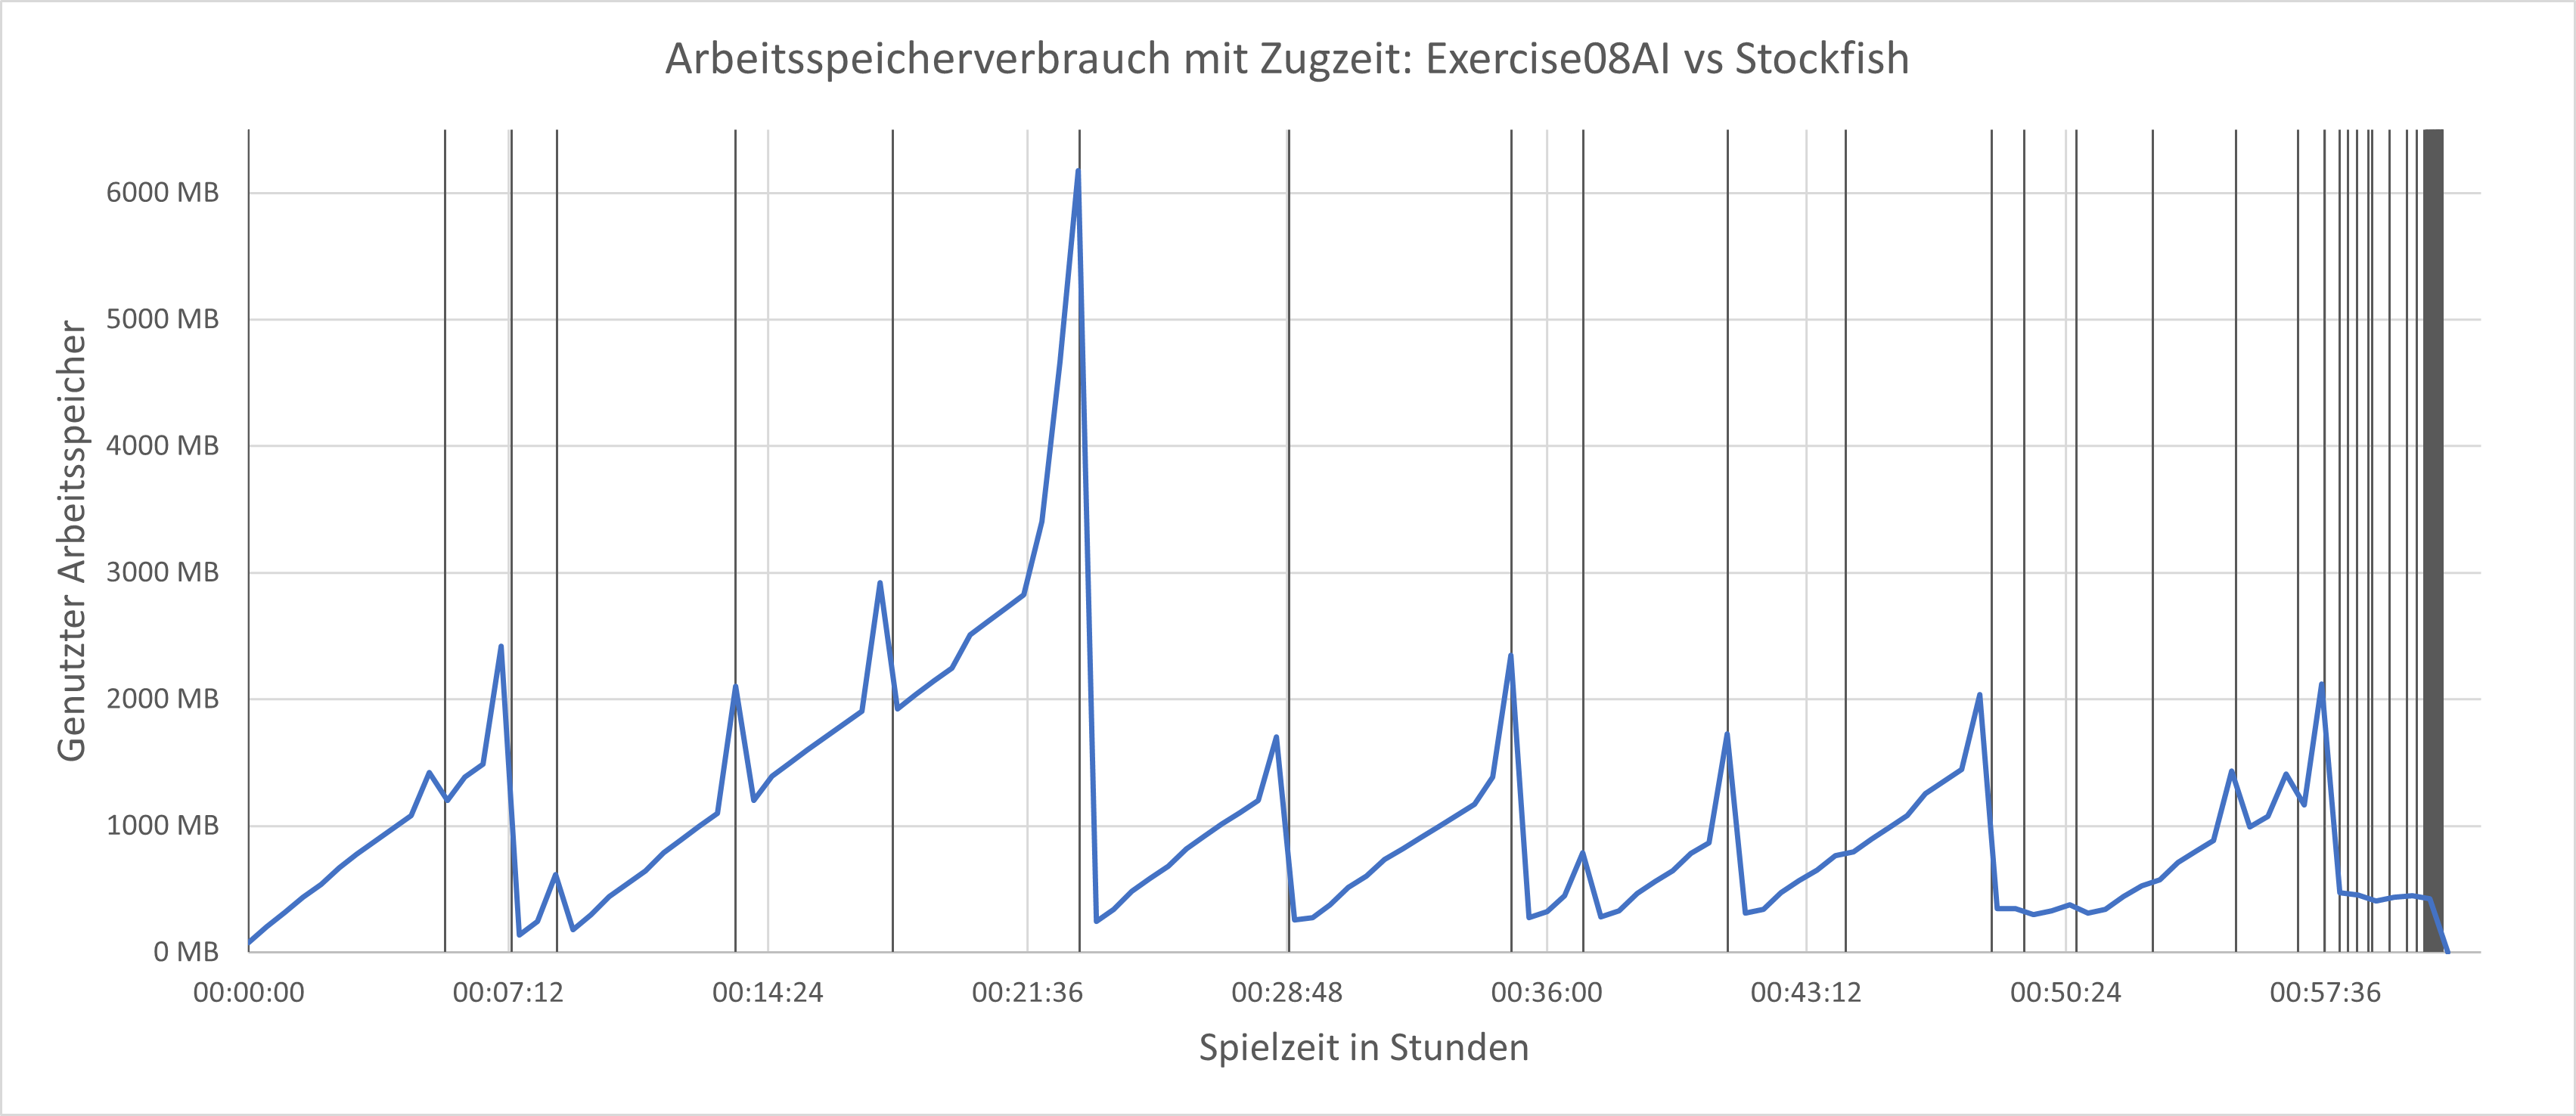 Arbeitsspeicherverbrauch mit Zugzeit: Exercise08AI vs Stockfish
Genutzter Arbeitsspeicher
6000 MB
5000 MB
4000 MB
3000 MB
2000 MB
1000 MB
0 MB
00:00:00 00:07:12 00:14:24 00:21:36 00:28:48 00:36:00 00:43:12 00:50:24 00:57:36
Spielzeit in Stunden